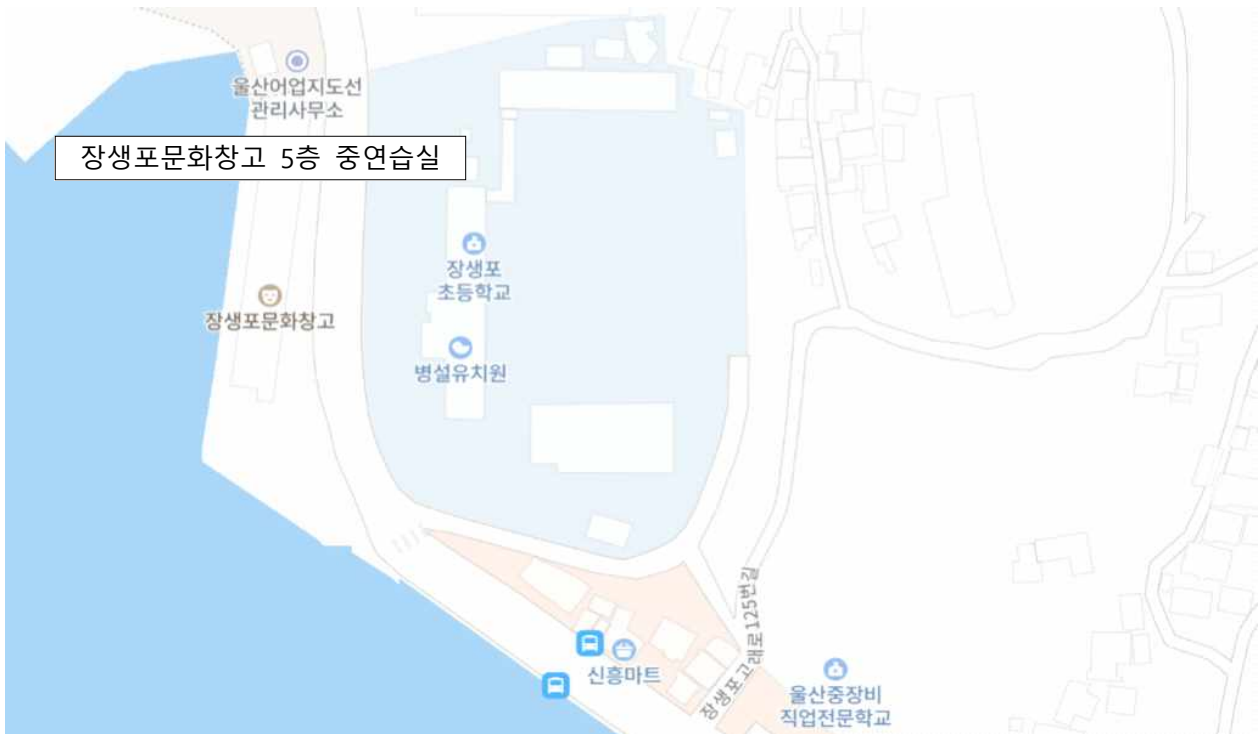 울산어업지도선
관리사무소
장생포문화창고 5층 중연습실
장생포
초등학교
장생포문화창고
병설유치원
장생포고래로125번길
신흥마트
울산중장비
직업전문학교